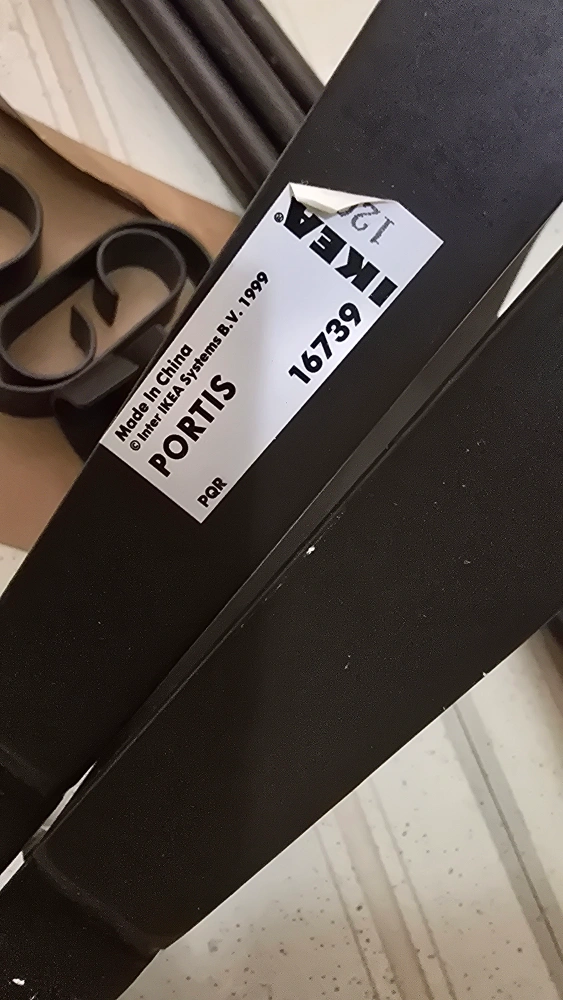 Made In China
© Inter IKEA Systems B.V. 1999
PORTIS
PQR
16739
IKEA®